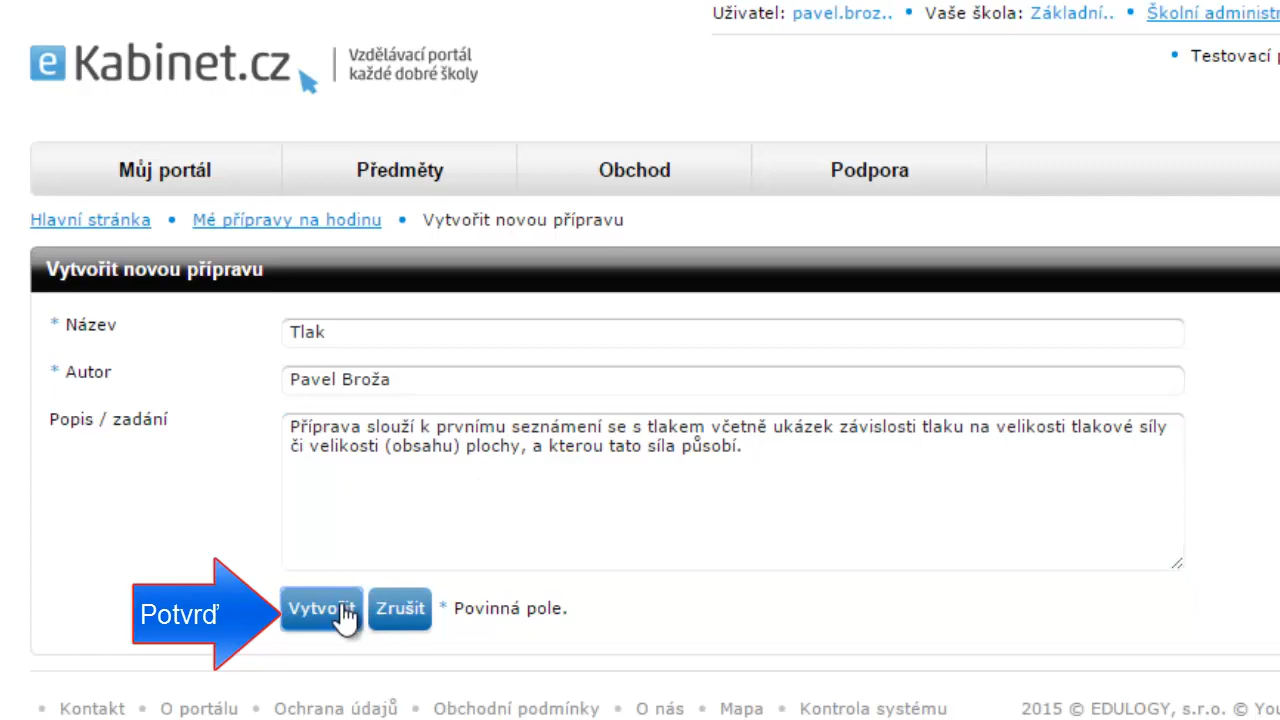 Uživatel: pavel.broz.. • Vaše škola: Základní.. • Školní administr
e Kabinet.cz
Vzdělávací portál
každé dobré školy
• Testovací
Můj portál Předměty Obchod Podpora
Hlavní stránka • Mé přípravy na hodinu • Vytvořit novou přípravu
Vytvořit novou přípravu
* Název
Tlak
* Autor
Pavel Broža
Popis / zadání
Příprava slouží k prvnímu seznámení se s tlakem včetně ukázek závislosti tlaku na velikosti tlakové síly
či velikosti (obsahu) plochy, a kterou tato síla působí.
Potvrď
Vytvořit Zrušit * Povinná pole.
• Kontakt • O portálu • Ochrana údajů • Obchodní podmínky • O nás • Mapa • Kontrola systému 2015 © EDULOGY, s.r.o. © You